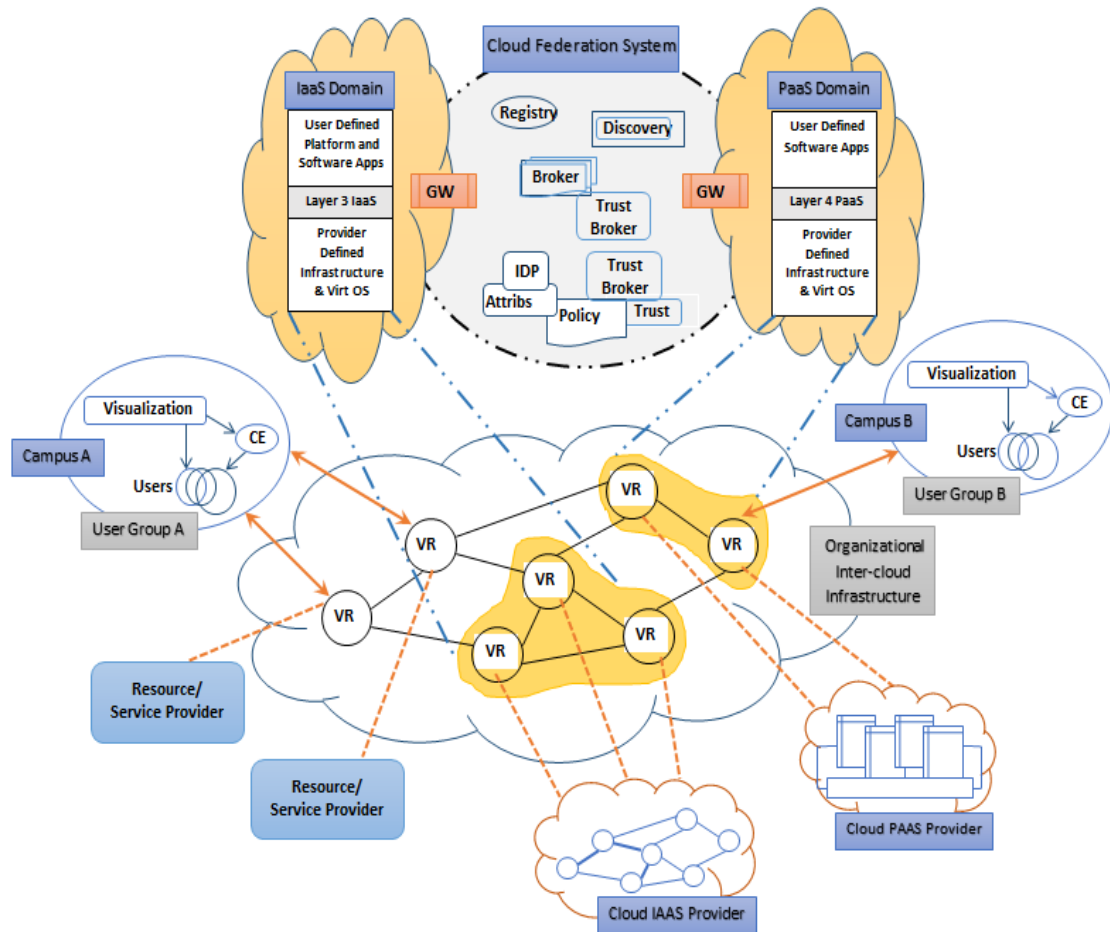 Cloud Federation System
IaaS Domain
User Defined
Platform and
Software Apps
Layer 3 IaaS
Provider
Defined
Infrastructure
& Virt OS
GW
Registry
Discovery
Broker
Trust
Broker
IDP
Attribs
Trust
Broker
Policy
Trust
GW
PaaS Domain
User Defined
Software Apps
Layer 4 PaaS
Provider
Defined
Infrastructure
& Virt OS
Visualization
CE
Campus A
Users
User Group A
Visualization
CE
Campus B
Users
User Group B
VR
VR
VR
VR
VR
VR
VR
Organizational
Inter-cloud
Infrastructure
Resource/
Service Provider
Resource/
Service Provider
Cloud PAAS Provider
Cloud IAAS Provider